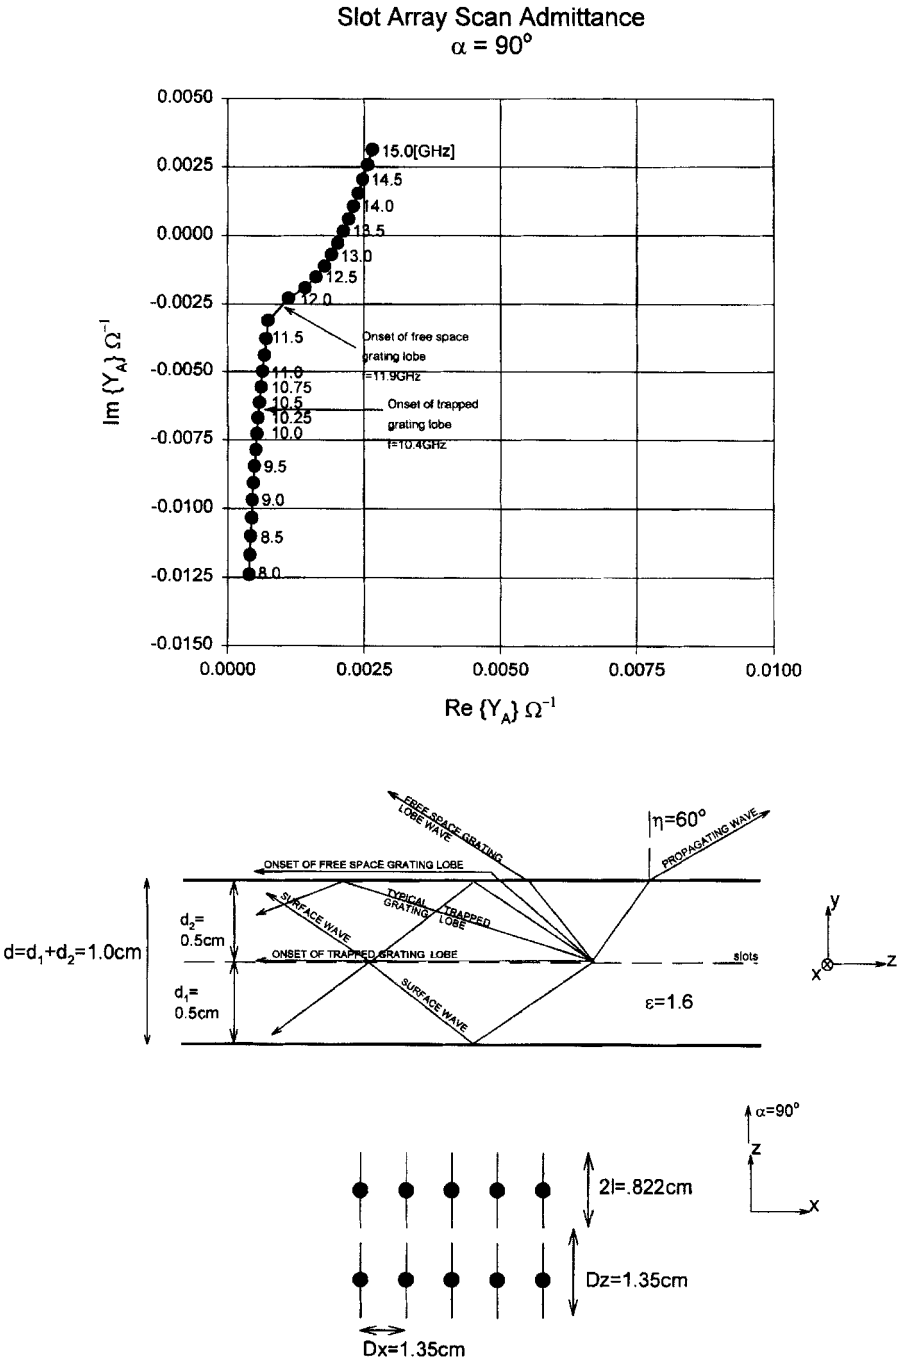 Slot Array Scan Admittance
α = 90°
0.0050
0.0025
0.0000
-0.0025
-0.0050
-0.0075
-0.0100
-0.0125
-0.0150
Im {Y_A} Ω⁻¹
15.0[GHz]
14.5
14.0
13.5
13.0
12.5
12.0
11.5
11.0
10.75
10.5
10.25
10.0
9.5
9.0
8.5
8.0
Onset of free space
grating lobe
f=11.9GHz
Onset of trapped
grating lobe
f=10.4GHz
0.0000 0.0025 0.0050 0.0075 0.0100
Re {Y_A} Ω⁻¹
FREE SPACE GRATING
LOBE WAVE
η=60°
PROPAGATING WAVE
ONSET OF FREE SPACE GRATING LOBE
SURFACE WAVE
TYPICAL TRAPPED
GRATING LOBE
d₂=
0.5cm
d=d₁+d₂=1.0cm
ONSET OF TRAPPED GRATING LOBE
slots
d₁=
0.5cm
SURFACE WAVE
ε=1.6
y
x
z
α=90°
z
x
2l=.822cm
Dz=1.35cm
Dx=1.35cm